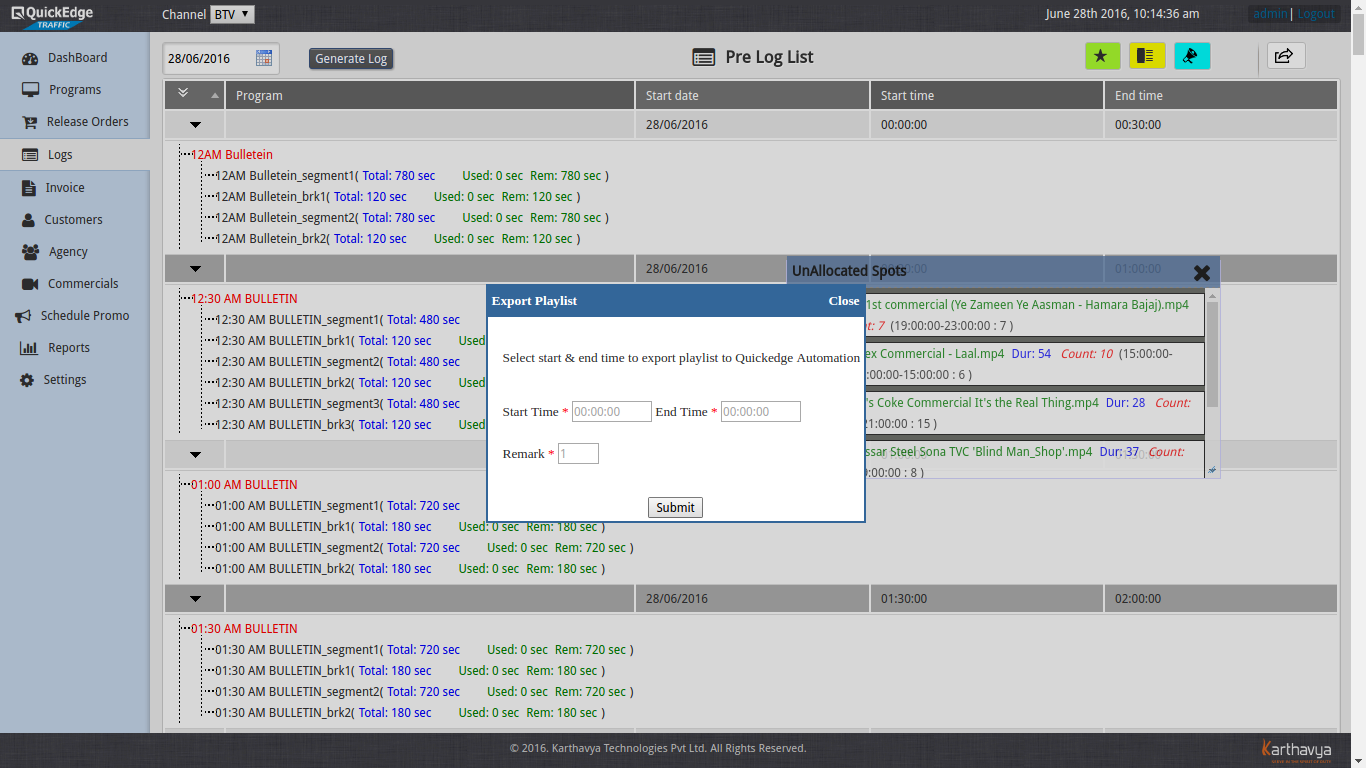 QuickEdge
TRAFFIC
Channel BTV
June 28th 2016, 10:14:36 am
admin | Logout
DashBoard
Programs
Release Orders
Logs
Invoice
Customers
Agency
Commercials
Schedule Promo
Reports
Settings
28/06/2016
Generate Log
Pre Log List
Program Start date Start time End time
28/06/2016 00:00:00 00:30:00
12AM Bulletein
12AM Bulletein_segment1( Total: 780 sec Used: 0 sec Rem: 780 sec )
12AM Bulletein_brk1( Total: 120 sec Used: 0 sec Rem: 120 sec )
12AM Bulletein_segment2( Total: 780 sec Used: 0 sec Rem: 780 sec )
12AM Bulletein_brk2( Total: 120 sec Used: 0 sec Rem: 120 sec )
28/06/2016 01:00:00
12:30 AM BULLETIN
12:30 AM BULLETIN_segment1( Total: 480 sec
12:30 AM BULLETIN_brk1( Total: 120 sec Used
12:30 AM BULLETIN_segment2( Total: 480 sec
12:30 AM BULLETIN_brk2( Total: 120 sec Used
12:30 AM BULLETIN_segment3( Total: 480 sec
12:30 AM BULLETIN_brk3( Total: 120 sec Used
UnAllocated Spots
1st commercial (Ye Zameen Ye Aasman - Hamara Bajaj).mp4
t: 7 (19:00:00-23:00:00 : 7 )
ex Commercial - Laal.mp4 Dur: 54 Count: 10 (15:00:00-
:00:00-15:00:00 : 6 )
's Coke Commercial It's the Real Thing.mp4 Dur: 28 Count:
21:00:00 : 15 )
ssar Steel Sona TVC 'Blind Man_Shop'.mp4 Dur: 37 Count:
:00:00 : 8 )
Export Playlist Close
Select start & end time to export playlist to Quickedge Automation
Start Time * 00:00:00 End Time * 00:00:00
Remark * 1
Submit
01:00 AM BULLETIN
01:00 AM BULLETIN_segment1( Total: 720 sec
01:00 AM BULLETIN_brk1( Total: 180 sec Used: 0 sec Rem: 180 sec )
01:00 AM BULLETIN_segment2( Total: 720 sec Used: 0 sec Rem: 720 sec )
01:00 AM BULLETIN_brk2( Total: 180 sec Used: 0 sec Rem: 180 sec )
28/06/2016 01:30:00 02:00:00
01:30 AM BULLETIN
01:30 AM BULLETIN_segment1( Total: 720 sec Used: 0 sec Rem: 720 sec )
01:30 AM BULLETIN_brk1( Total: 180 sec Used: 0 sec Rem: 180 sec )
01:30 AM BULLETIN_segment2( Total: 720 sec Used: 0 sec Rem: 720 sec )
01:30 AM BULLETIN_brk2( Total: 180 sec Used: 0 sec Rem: 180 sec )
© 2016. Karthavya Technologies Pvt Ltd. All Rights Reserved.
Karthavya